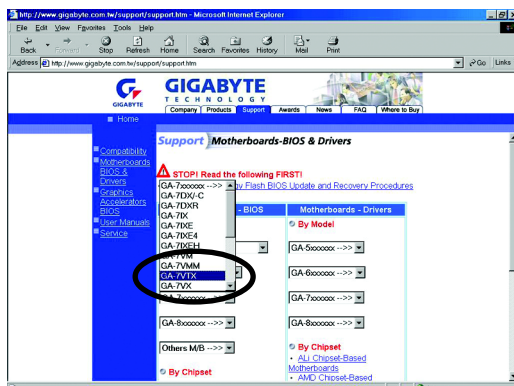 http://www.gigabyte.com.tw/support/support.htm - Microsoft Internet Explorer
File Edit View Favorites Tools Help
Back Forward Stop Refresh Home Search Favorites History Mail Print
Address http://www.gigabyte.com.tw/support/support.htm Go Links
GIGABYTE
GIGABYTE
TECHNOLOGY
Company Products Support Awards News FAQ Where to Buy
Home
Support Motherboards-BIOS & Drivers
Compatibility
Motherboards
BIOS &
Drivers
Graphics
Accelerators
BIOS
User Manuals
Service
STOP! Read the following FIRST!
gy Flash BIOS Update and Recovery Procedures
GA-7xxxxxx -->>
GA-7DX/-C
GA-7DXR
GA-7IX
GA-7IXE
GA-7IXE4
GA-7IXEH
GA-7VM
GA-7VMM
GA-7VTX
GA-7VX
- BIOS
GA-7xxxxxx -->>
GA-8xxxxxx -->>
Others M/B -->>
By Chipset
Motherboards - Drivers
By Model
GA-5xxxxxx -->>
GA-6xxxxxx -->>
GA-7xxxxxx -->>
GA-8xxxxxx -->>
By Chipset
ALi Chipset-Based
Motherboards
AMD Chipset-Based